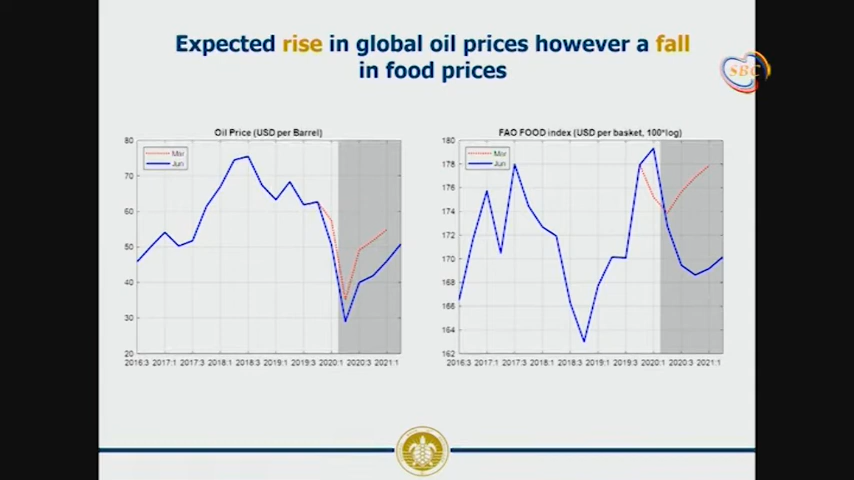 Expected rise in global oil prices however a fall
in food prices
SBC
Oil Price (USD per Barrel)
80
70
60
50
40
30
20
Mar
Jun
2016:3 2017:1 2017:3 2018:1 2018:3 2019:1 2019:3 2020:1 2020:3 2021:1
FAO FOOD index (USD per basket, 100*log)
180
178
176
174
172
170
168
166
164
162
Mar
Jun
2016:3 2017:1 2017:3 2018:1 2018:3 2019:1 2019:3 2020:1 2020:3 2021:1